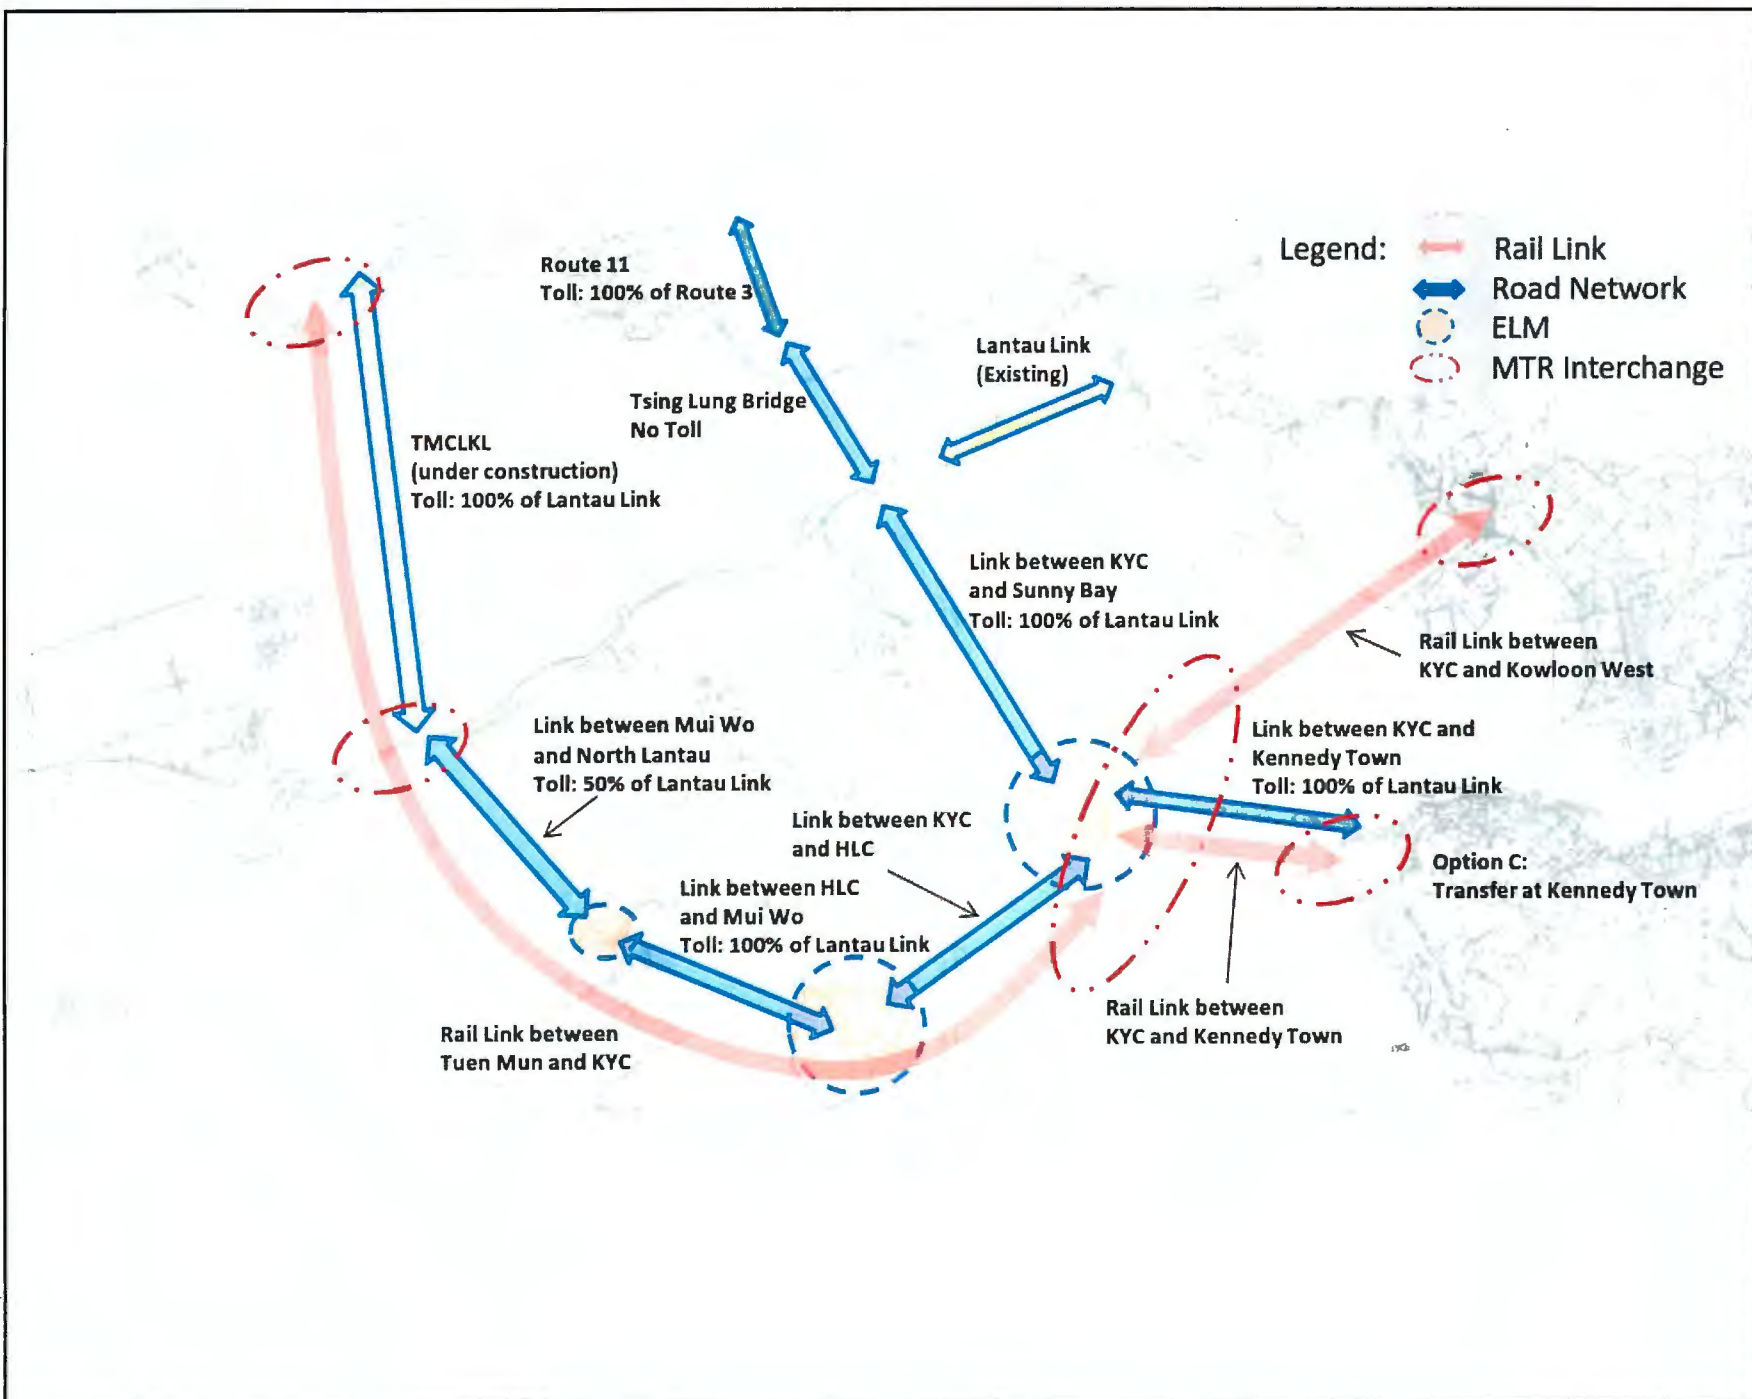 Route 11
Toll: 100% of Route 3
Legend:
Rail Link
Road Network
ELM
MTR Interchange
Lantau Link
(Existing)
Tsing Lung Bridge
No Toll
TMCLKL
(under construction)
Toll: 100% of Lantau Link
Link between KYC
and Sunny Bay
Toll: 100% of Lantau Link
Rail Link between
KYC and Kowloon West
Link between Mui Wo
and North Lantau
Toll: 50% of Lantau Link
Link between KYC and
Kennedy Town
Toll: 100% of Lantau Link
Link between KYC
and HLC
Link between HLC
and Mui Wo
Toll: 100% of Lantau Link
Option C:
Transfer at Kennedy Town
Rail Link between
KYC and Kennedy Town
Rail Link between
Tuen Mun and KYC